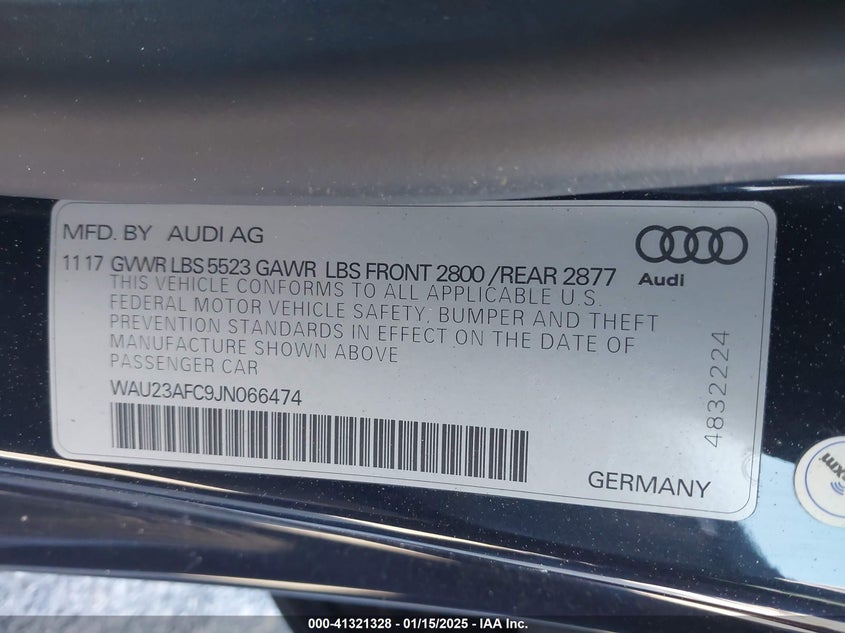 MFD. BY AUDI AG
Audi
11 17 GVWR LBS 5523 GAWR LBS FRONT 2800 /REAR 2877
THIS VEHICLE CONFORMS TO ALL APPLICABLE U.S.
FEDERAL MOTOR VEHICLE SAFETY, BUMPER AND THEFT
PREVENTION STANDARDS IN EFFECT ON THE DATE OF
MANUFACTURE SHOWN ABOVE
PASSENGER CAR
WAU23AFC9JN066474
4832224
GERMANY
000-41321328 - 01/15/2025 - IAA Inc.